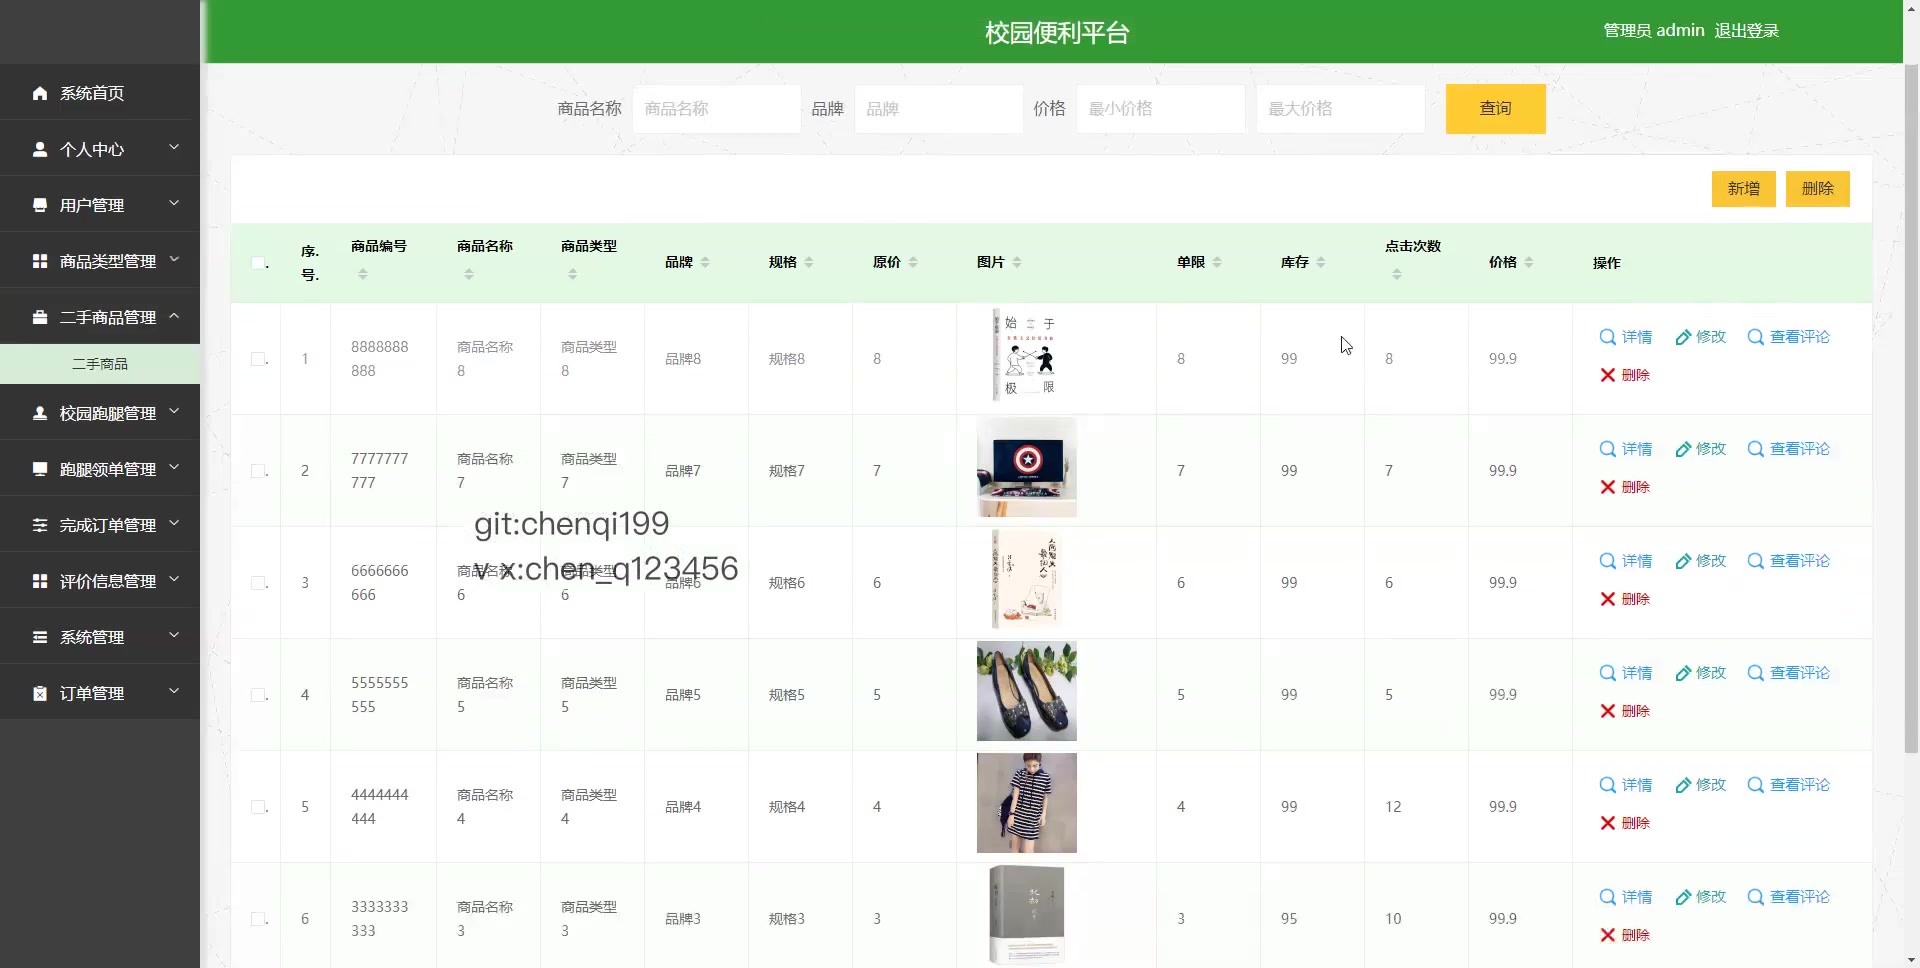 校园便利平台
管理员 admin 退出登录
系统首页
个人中心
用户管理
商品类型管理
二手商品管理
二手商品
校园跑腿管理
跑腿领单管理
完成订单管理
评价信息管理
系统管理
订单管理
商品名称 商品名称 品牌 品牌 价格 最小价格 最大价格 查询
新增 删除
序号 商品编号 商品名称 商品类型 品牌 规格 原价 图片 单限 库存 点击次数 价格 操作
1 8888888888 商品名称8 商品类型8 品牌8 规格8 8 8 99 8 99.9 详情 修改 查看评论
删除
始于
极限
2 7777777777 商品名称7 商品类型7 品牌7 规格7 7 7 99 7 99.9 详情 修改 查看评论
删除
git:chenqi199
v x:chen_q123456
3 6666666666 商品名称6 商品类型6 品牌6 规格6 6 6 99 6 99.9 详情 修改 查看评论
删除
4 5555555555 商品名称5 商品类型5 品牌5 规格5 5 5 99 5 99.9 详情 修改 查看评论
删除
5 4444444444 商品名称4 商品类型4 品牌4 规格4 4 4 99 12 99.9 详情 修改 查看评论
删除
6 3333333333 商品名称3 商品类型3 品牌3 规格3 3 3 95 10 99.9 详情 修改 查看评论
删除